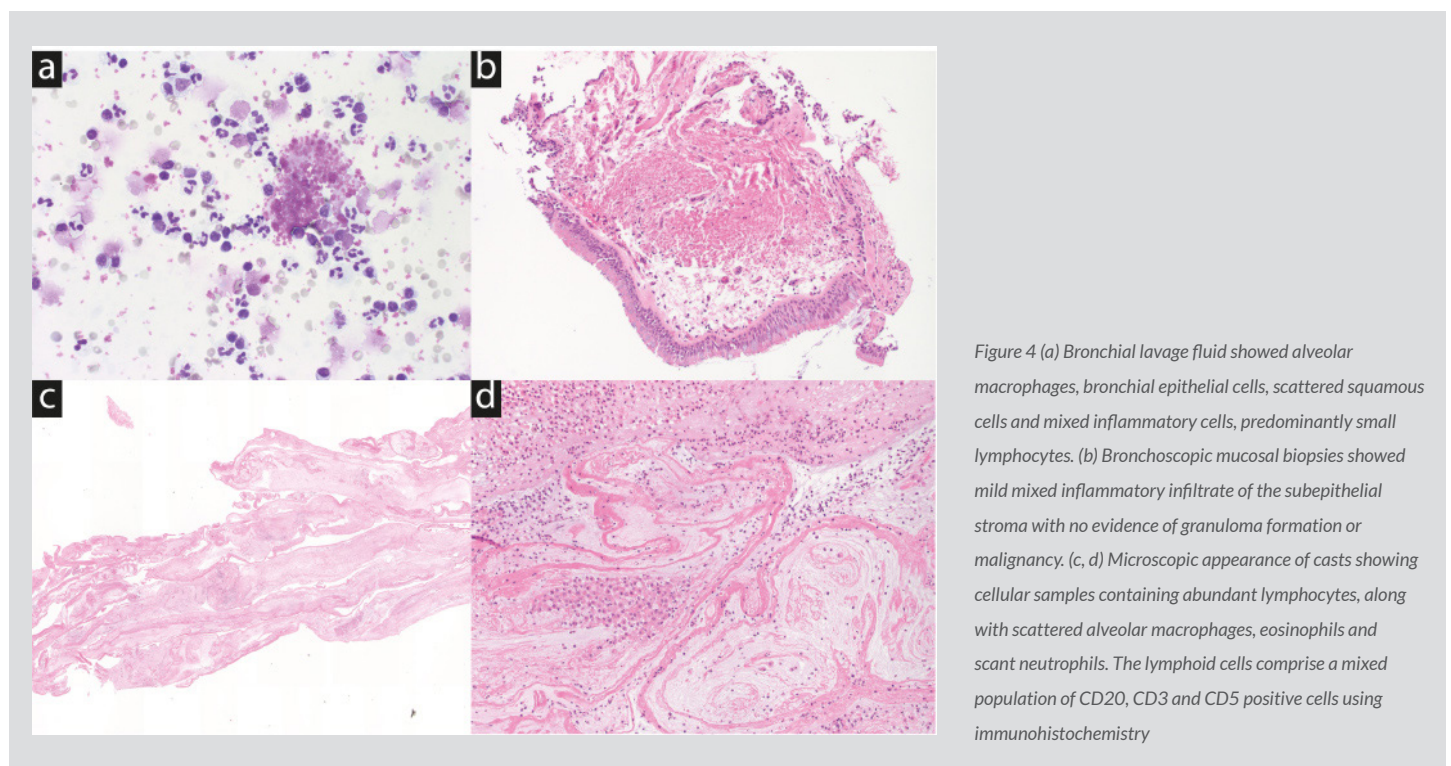 a
b
c
d
Figure 4 (a) Bronchial lavage fluid showed alveolar
macrophages, bronchial epithelial cells, scattered squamous
cells and mixed inflammatory cells, predominantly small
lymphocytes. (b) Bronchoscopic mucosal biopsies showed
mild mixed inflammatory infiltrate of the subepithelial
stroma with no evidence of granuloma formation or
malignancy. (c, d) Microscopic appearance of casts showing
cellular samples containing abundant lymphocytes, along
with scattered alveolar macrophages, eosinophils and
scant neutrophils. The lymphoid cells comprise a mixed
population of CD20, CD3 and CD5 positive cells using
immunohistochemistry